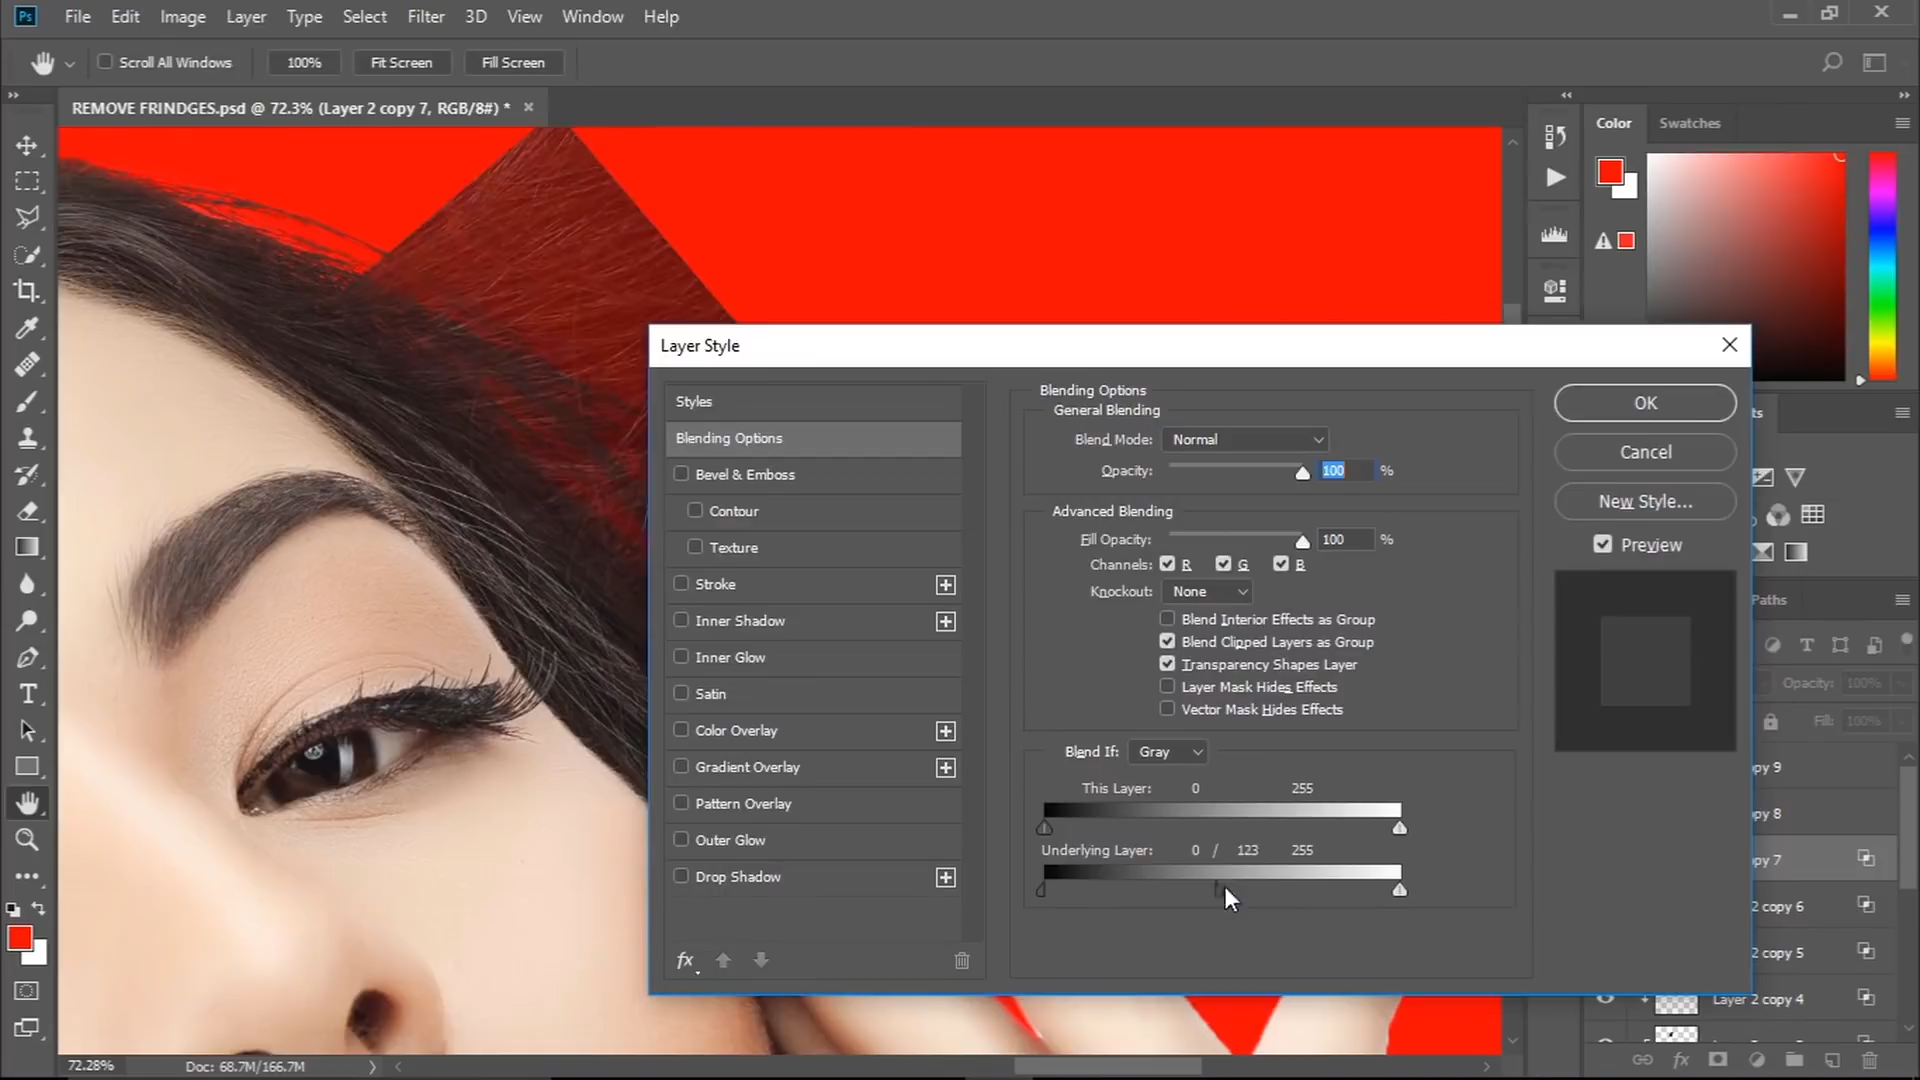 Ps File Edit Image Layer Type Select Filter 3D View Window Help
Scroll All Windows 100% Fit Screen Fill Screen
REMOVE FRINDGES.psd @ 72.3% (Layer 2 copy 7, RGB/8#) * ×
Color Swatches
Layer Style
Styles
Blending Options
Bevel & Emboss
Contour
Texture
Stroke
Inner Shadow
Inner Glow
Satin
Color Overlay
Gradient Overlay
Pattern Overlay
Outer Glow
Drop Shadow
fx
Blending Options
General Blending
Blend Mode: Normal
Opacity: 100 %
Advanced Blending
Fill Opacity: 100 %
Channels: R G B
Knockout: None
Blend Interior Effects as Group
Blend Clipped Layers as Group
Transparency Shapes Layer
Layer Mask Hides Effects
Vector Mask Hides Effects
Blend If: Gray
This Layer: 0 255
Underlying Layer: 0 / 123 255
OK
Cancel
New Style...
Preview
ts
Paths
Opacity: 100%
Fill: 100%
py 9
py 8
py 7
2 copy 6
2 copy 5
Layer 2 copy 4
fx
72.28% Doc: 68.7M/166.7M